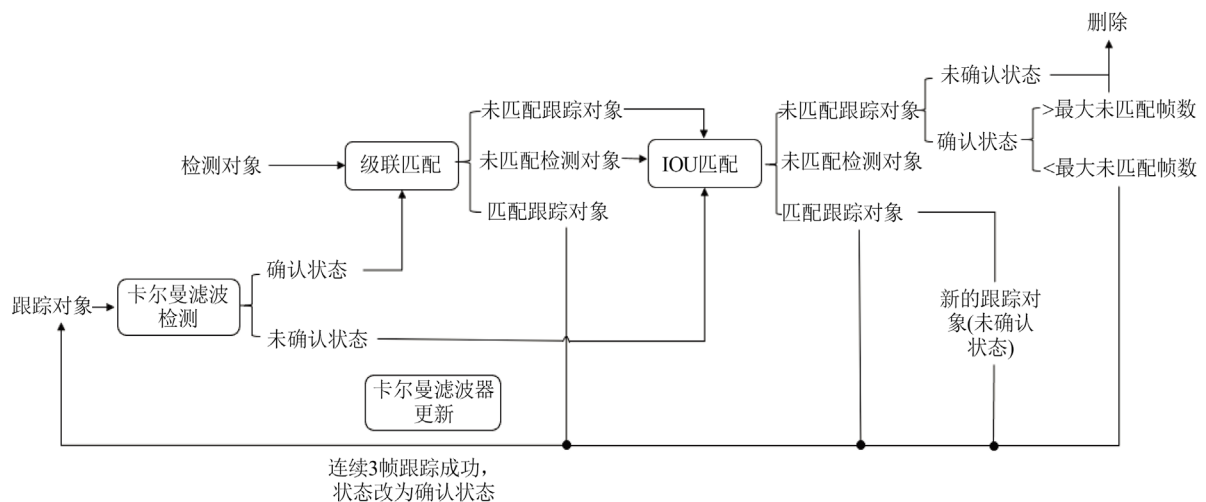 删除
未确认状态
未匹配跟踪对象
未匹配跟踪对象
>最大未匹配帧数
确认状态
检测对象
级联匹配
未匹配检测对象
IOU匹配
未匹配检测对象
<最大未匹配帧数
匹配跟踪对象
匹配跟踪对象
确认状态
跟踪对象
卡尔曼滤波
检测
新的跟踪对
象(未确认
状态)
未确认状态
卡尔曼滤波器
更新
连续3帧跟踪成功，
状态改为确认状态